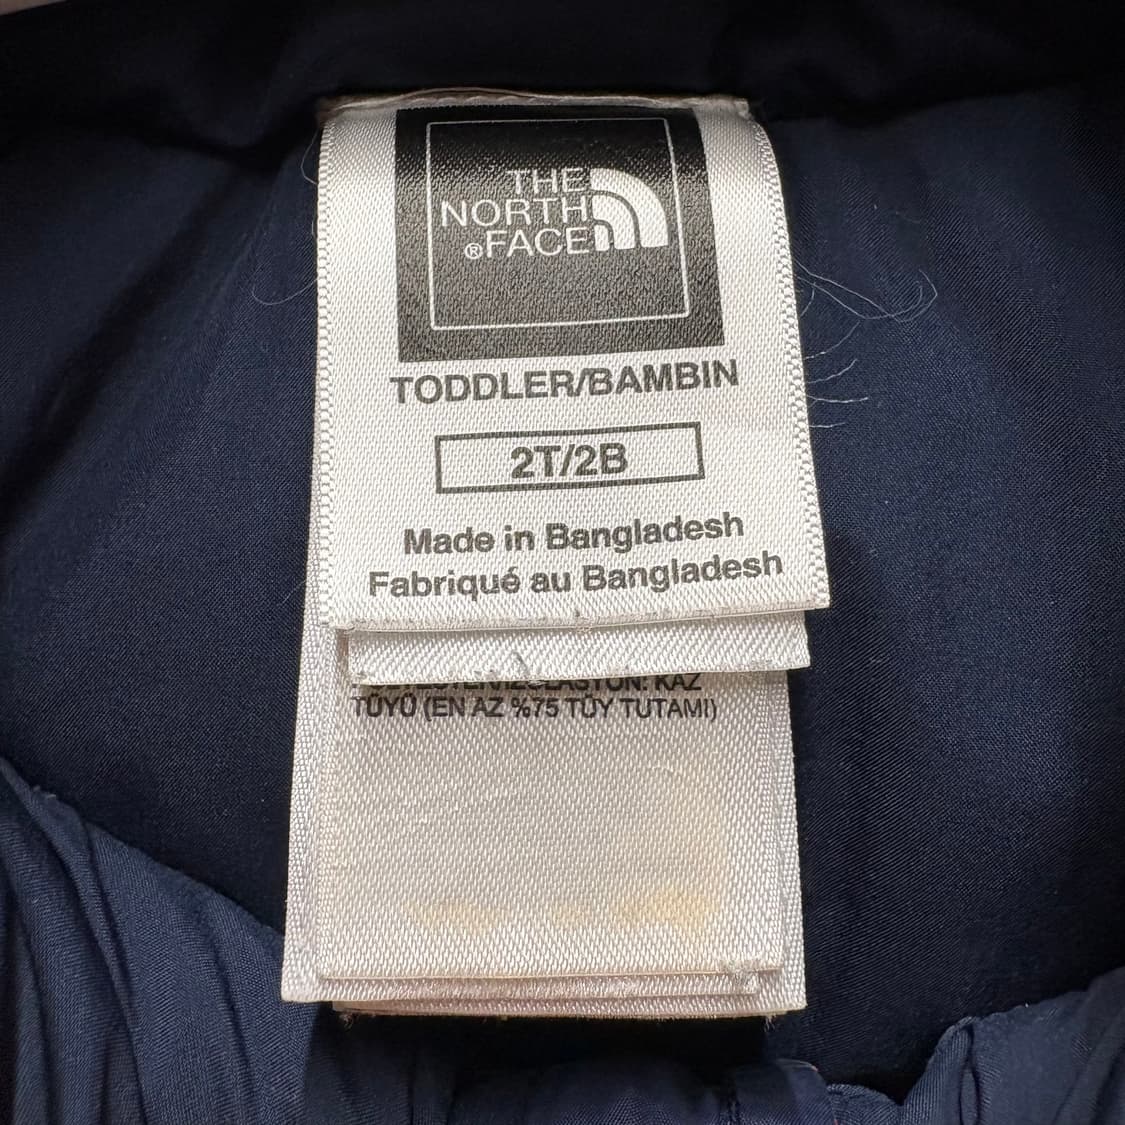 THE
NORTH
®FACE
TODDLER/BAMBIN
2T/2B
Made in Bangladesh
Fabriqué au Bangladesh
KAZ
TÜYÜ (EN AZ %75 TÜY TUTAMI)